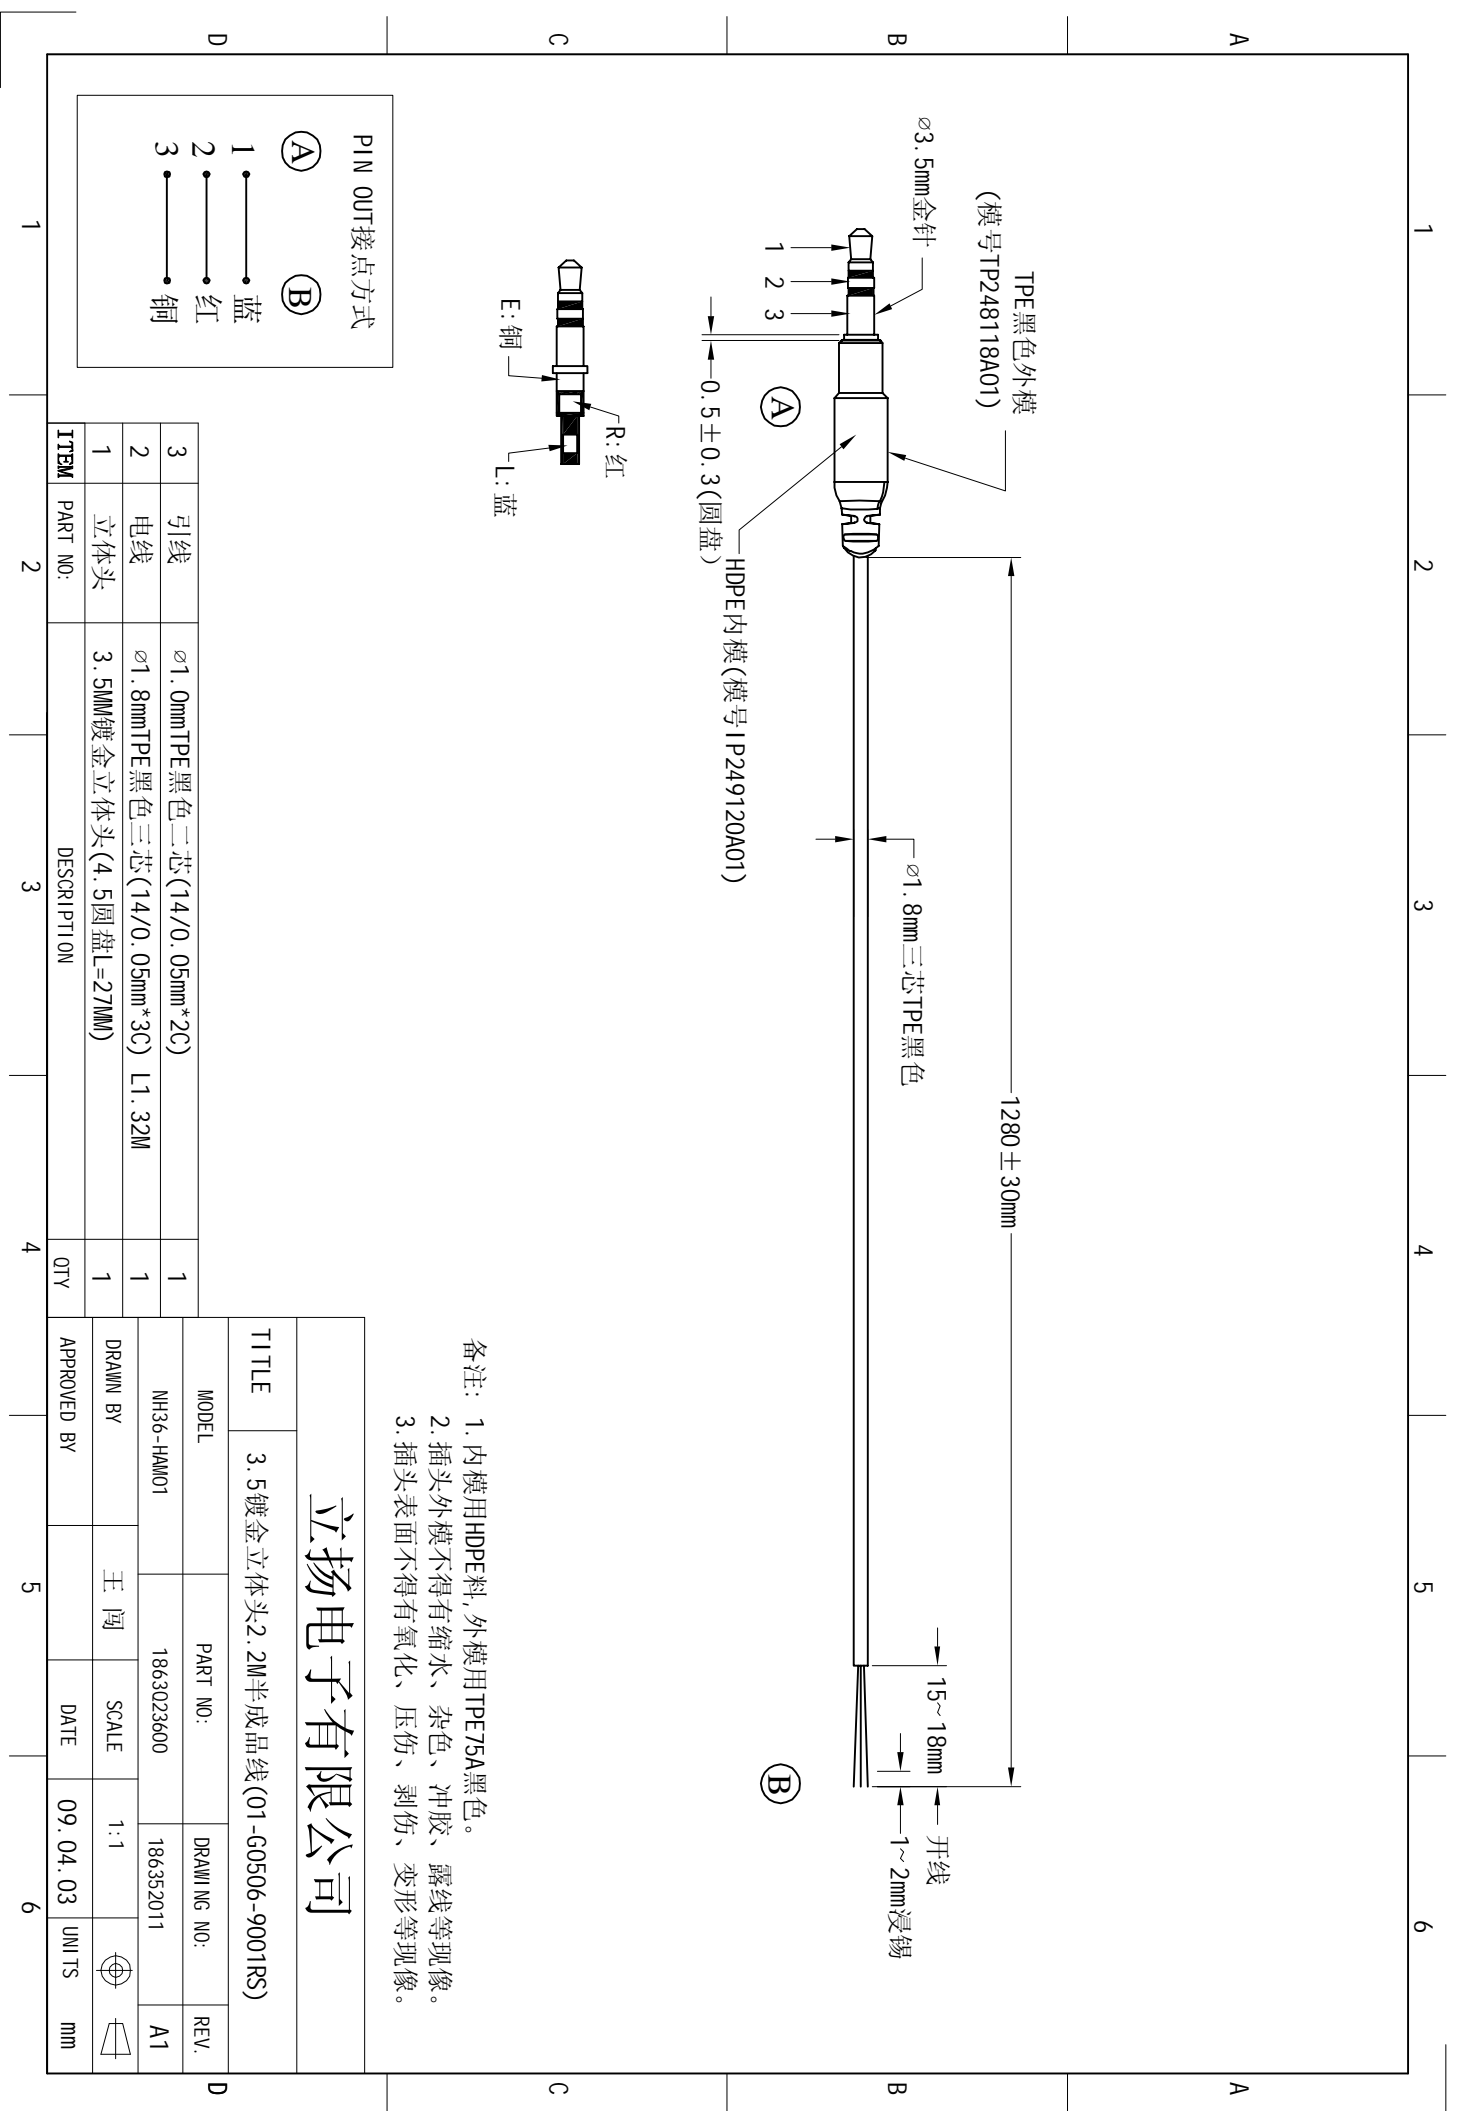 1
2
3
4
5
6
A
B
C
D
TPE黑色外模
(模号TP248118A01)
∅3.5mm金针
1
2
3
0.5±0.3(圆盘)
A
HDPE内模(模号IP249120A01)
∅1.8mm三芯TPE黑色
1280±30mm
15~18mm
开线
1~2mm浸锡
B
E:铜
R:红
L:蓝
PIN OUT接点方式
A B
1 蓝
2 红
3 铜
备注: 1.内模用HDPE料,外模用TPE75A黑色。
2.插头外模不得有缩水、杂色、冲胶、露线等现像。
3.插头表面不得有氧化、压伤、剥伤、变形等现像。
3 引线 ∅1.0mmTPE黑色二芯(14/0.05mm*2C) 1
2 电线 ∅1.8mmTPE黑色三芯(14/0.05mm*3C) L1.32M 1
1 立体头 3.5MM镀金立体头(4.5圆盘L=27MM) 1
ITEM PART NO: DESCRIPTION QTY
立扬电子有限公司
TITLE 3.5镀金立体头2.2M半成品线(01-G0506-9001RS)
MODEL PART NO: DRAWING NO: REV.
NH36-HAM01 1863023600 186352011 A1
DRAWN BY 王闯 SCALE 1:1
APPROVED BY DATE 09.04.03 UNITS mm
A
B
C
D
1
2
3
4
5
6